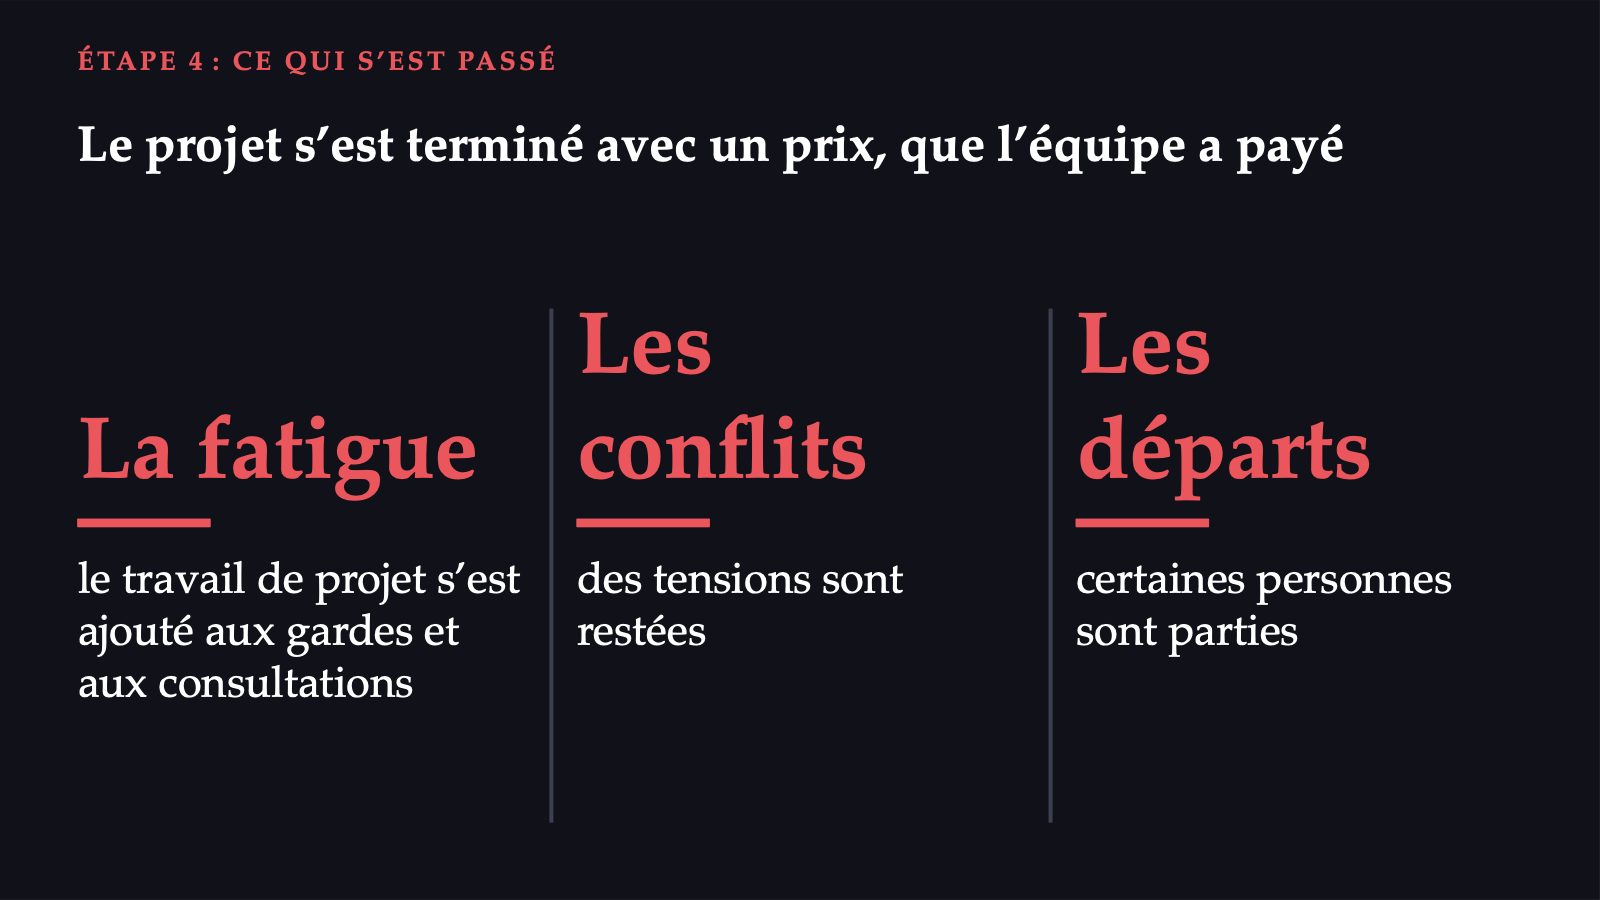 ÉTAPE 4 : CE QUI S’EST PASSÉ
Le projet s’est terminé avec un prix, que l’équipe a payé
La fatigue
le travail de projet s’est
ajouté aux gardes et
aux consultations
Les
conflits
des tensions sont
restées
Les
départs
certaines personnes
sont parties